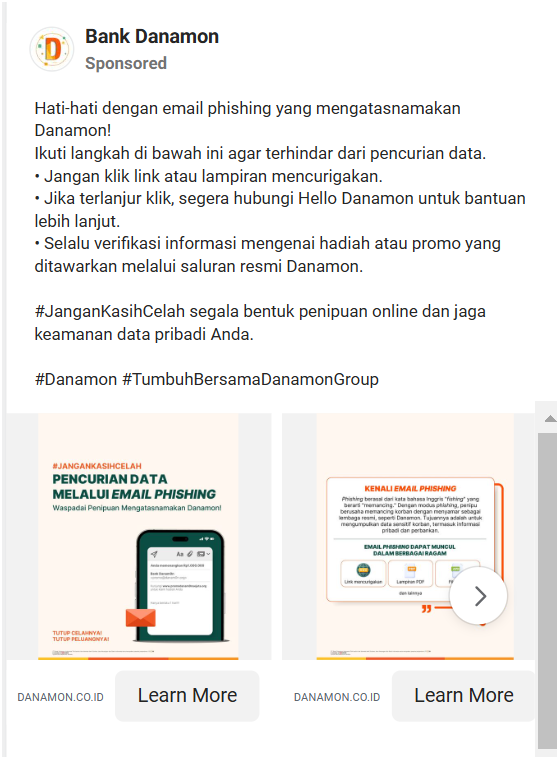 Bank Danamon
Sponsored
Hati-hati dengan email phishing yang mengatasnamakan
Danamon!
Ikuti langkah di bawah ini agar terhindar dari pencurian data.
• Jangan klik link atau lampiran mencurigakan.
• Jika terlanjur klik, segera hubungi Hello Danamon untuk bantuan
lebih lanjut.
• Selalu verifikasi informasi mengenai hadiah atau promo yang
ditawarkan melalui saluran resmi Danamon.
#JanganKasihCelah segala bentuk penipuan online dan jaga
keamanan data pribadi Anda.
#Danamon #TumbuhBersamaDanamonGroup
#JANGANKASIHCELAH
PENCURIAN DATA
MELALUI EMAIL PHISHING
Waspadai Penipuan Mengatasnamakan Danamon!
Aa
Bank Danamon
TUTUP CELAHNYA!
TUTUP PELUANGNYA!
KENALI EMAIL PHISHING
Phishing berasal dari kata bahasa Inggris "fishing" yang
berarti "memancing." Dengan modus phishing, penipu
berusaha memancing korban dengan menyamar sebagai
lembaga resmi, seperti Danamon. Tujuannya adalah untuk
mengumpulkan data sensitif korban, termasuk informasi
pribadi dan perbankan.
EMAIL PHISHING DAPAT MUNCUL
DALAM BERBAGAI RAGAM
Link mencurigakan
Lampiran PDF
dan lainnya
DANAMON.CO.ID
Learn More
DANAMON.CO.ID
Learn More